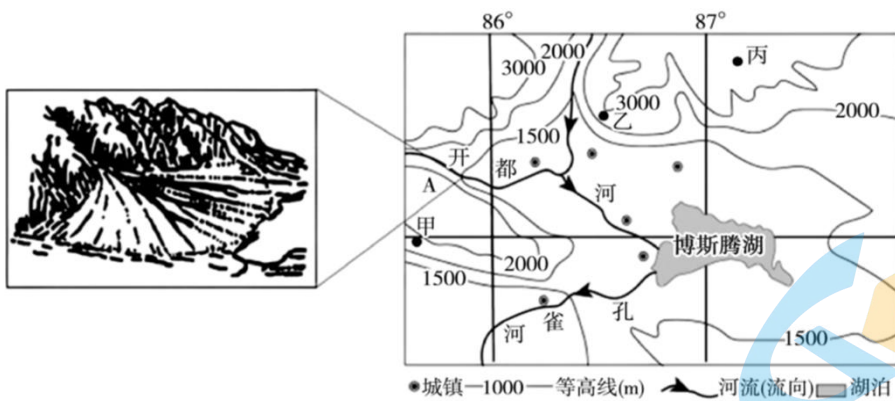 86° 87°
2000
3000
丙
3000
乙
2000
1500
开
都
A
河
甲
博斯腾湖
2000
1500
孔
雀
河
1500
城镇 —1000— 等高线(m) 河流(流向) 湖泊